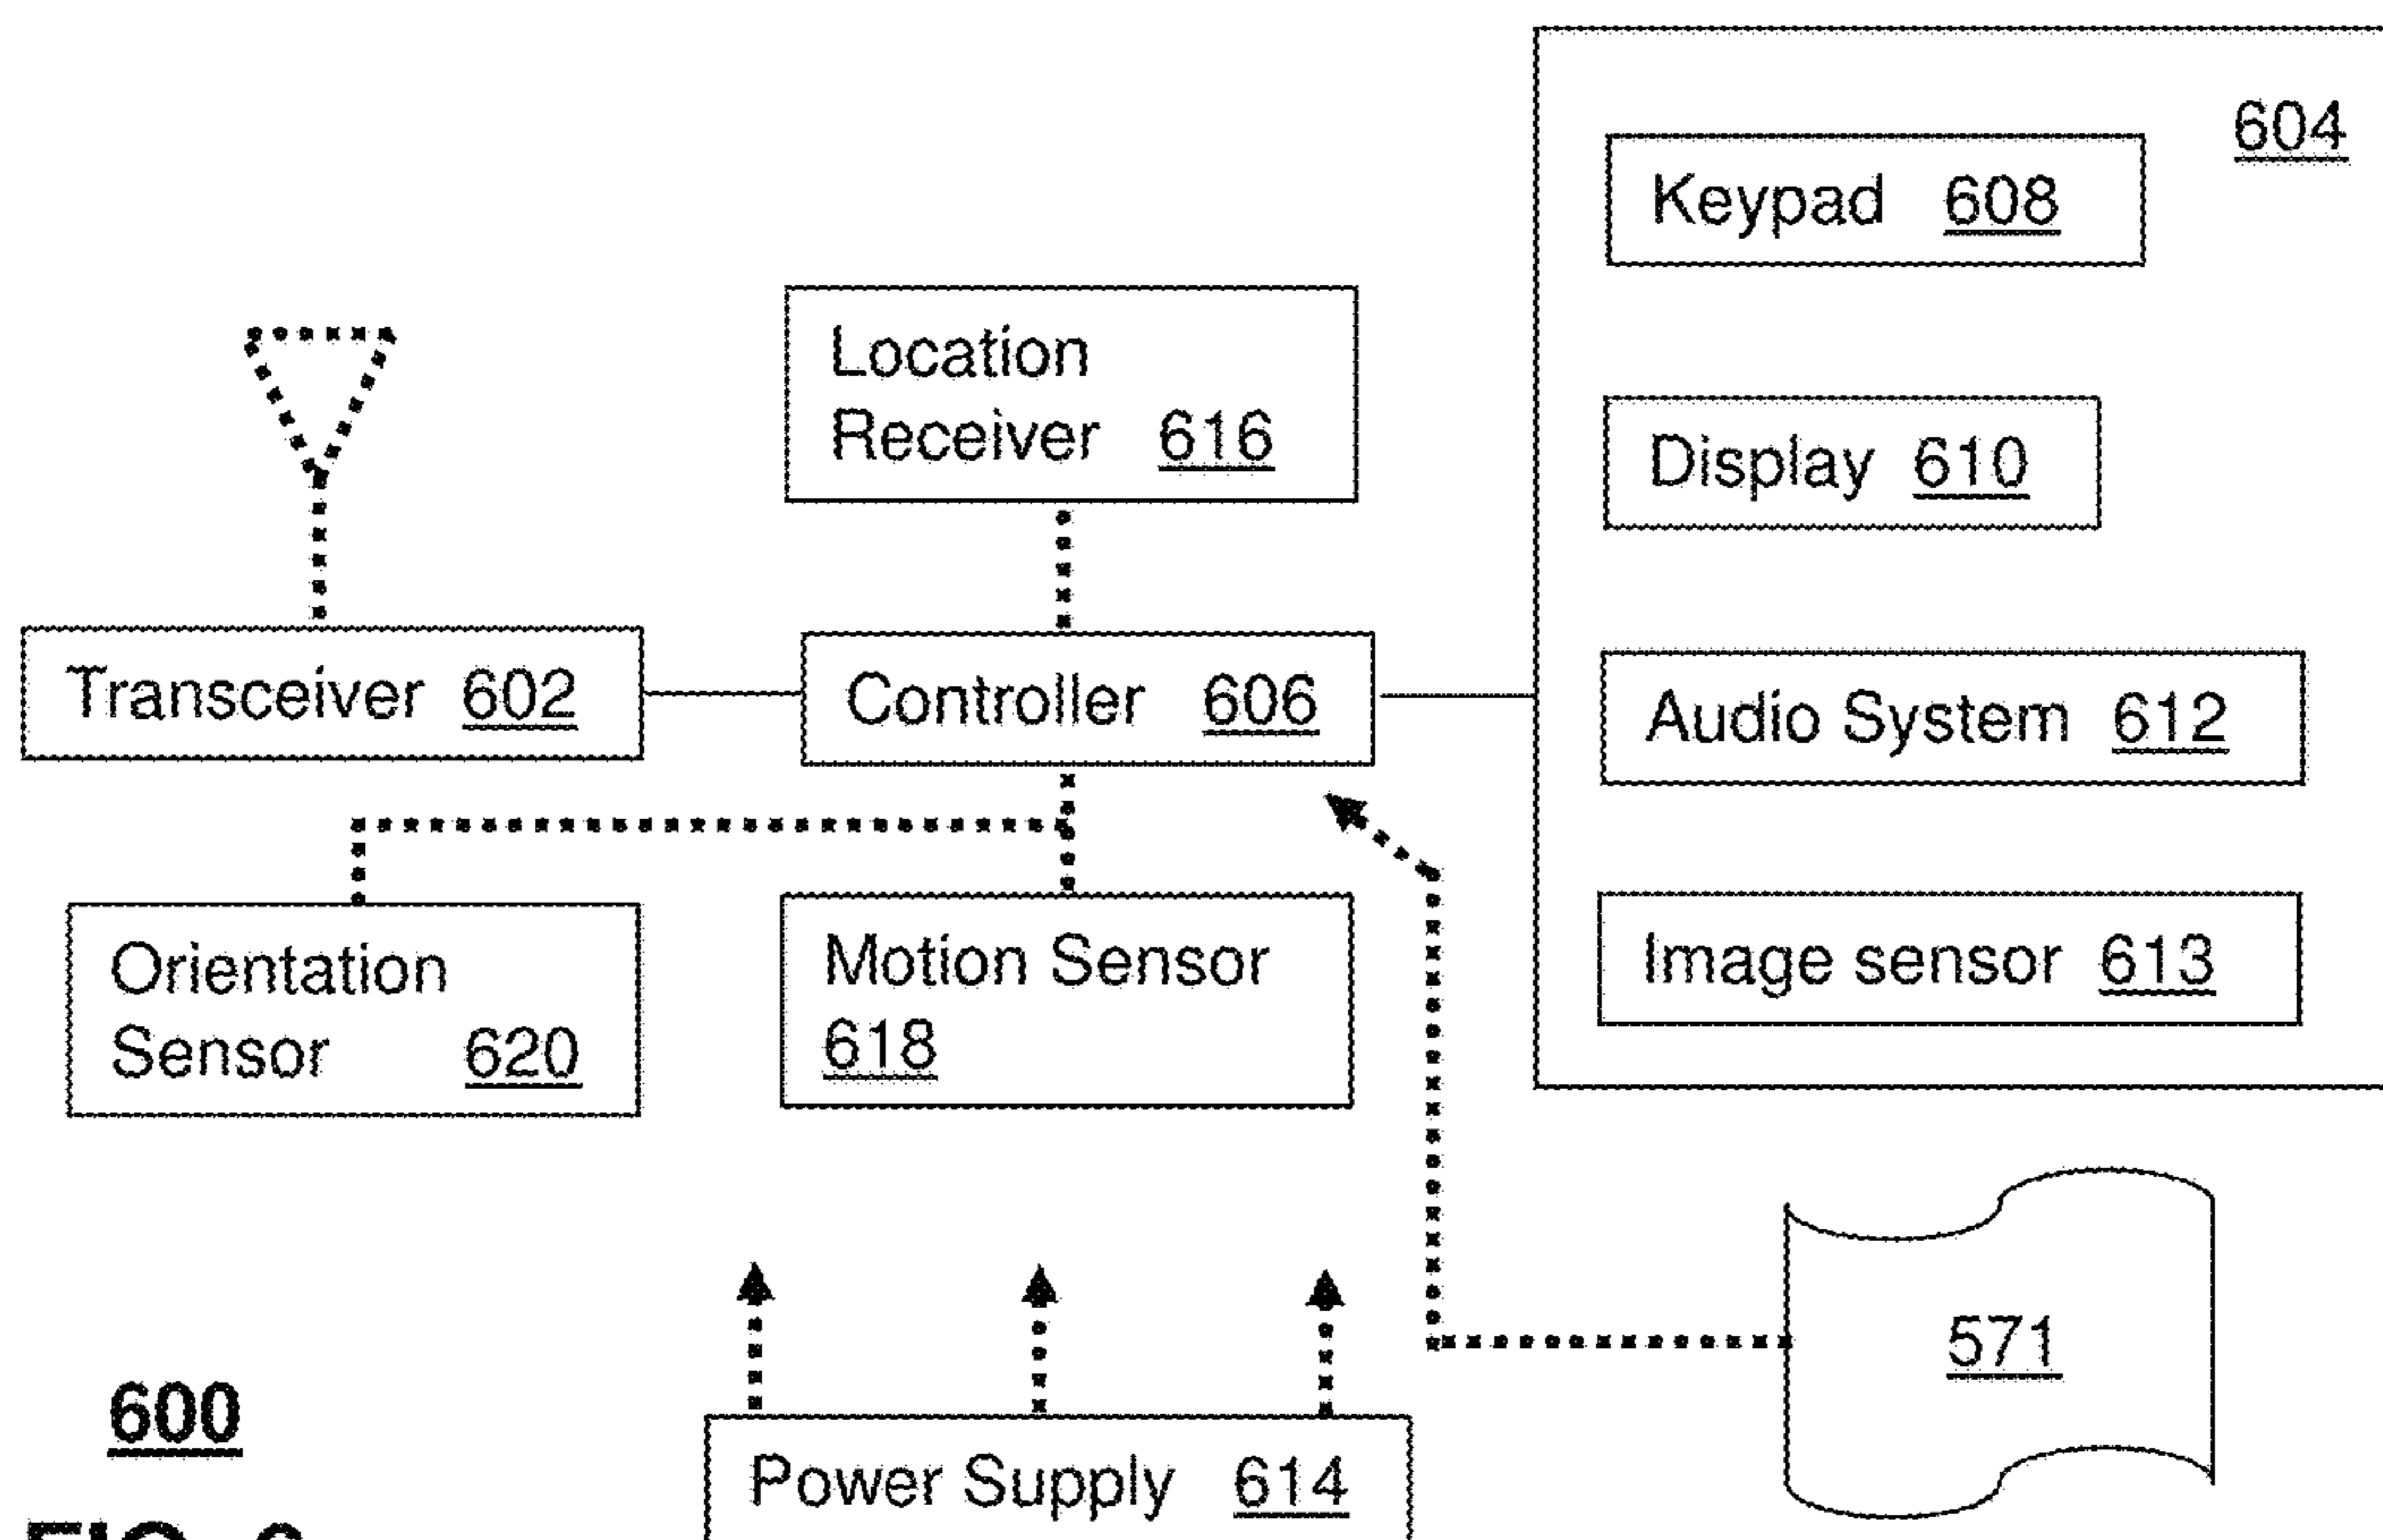 604
Keypad 608
Location
Receiver 616
Display 610
Transceiver 602
Controller 606
Audio System 612
Orientation
Sensor 620
Motion Sensor
618
Image sensor 613
571
600
Power Supply 614